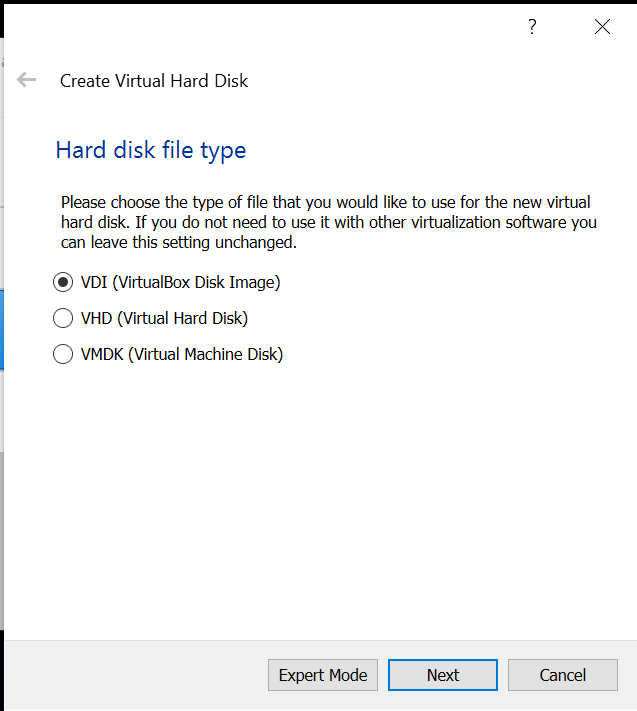 ?
Create Virtual Hard Disk
Hard disk file type
Please choose the type of file that you would like to use for the new virtual
hard disk. If you do not need to use it with other virtualization software you
can leave this setting unchanged.
VDI (VirtualBox Disk Image)
VHD (Virtual Hard Disk)
VMDK (Virtual Machine Disk)
Expert Mode Next Cancel